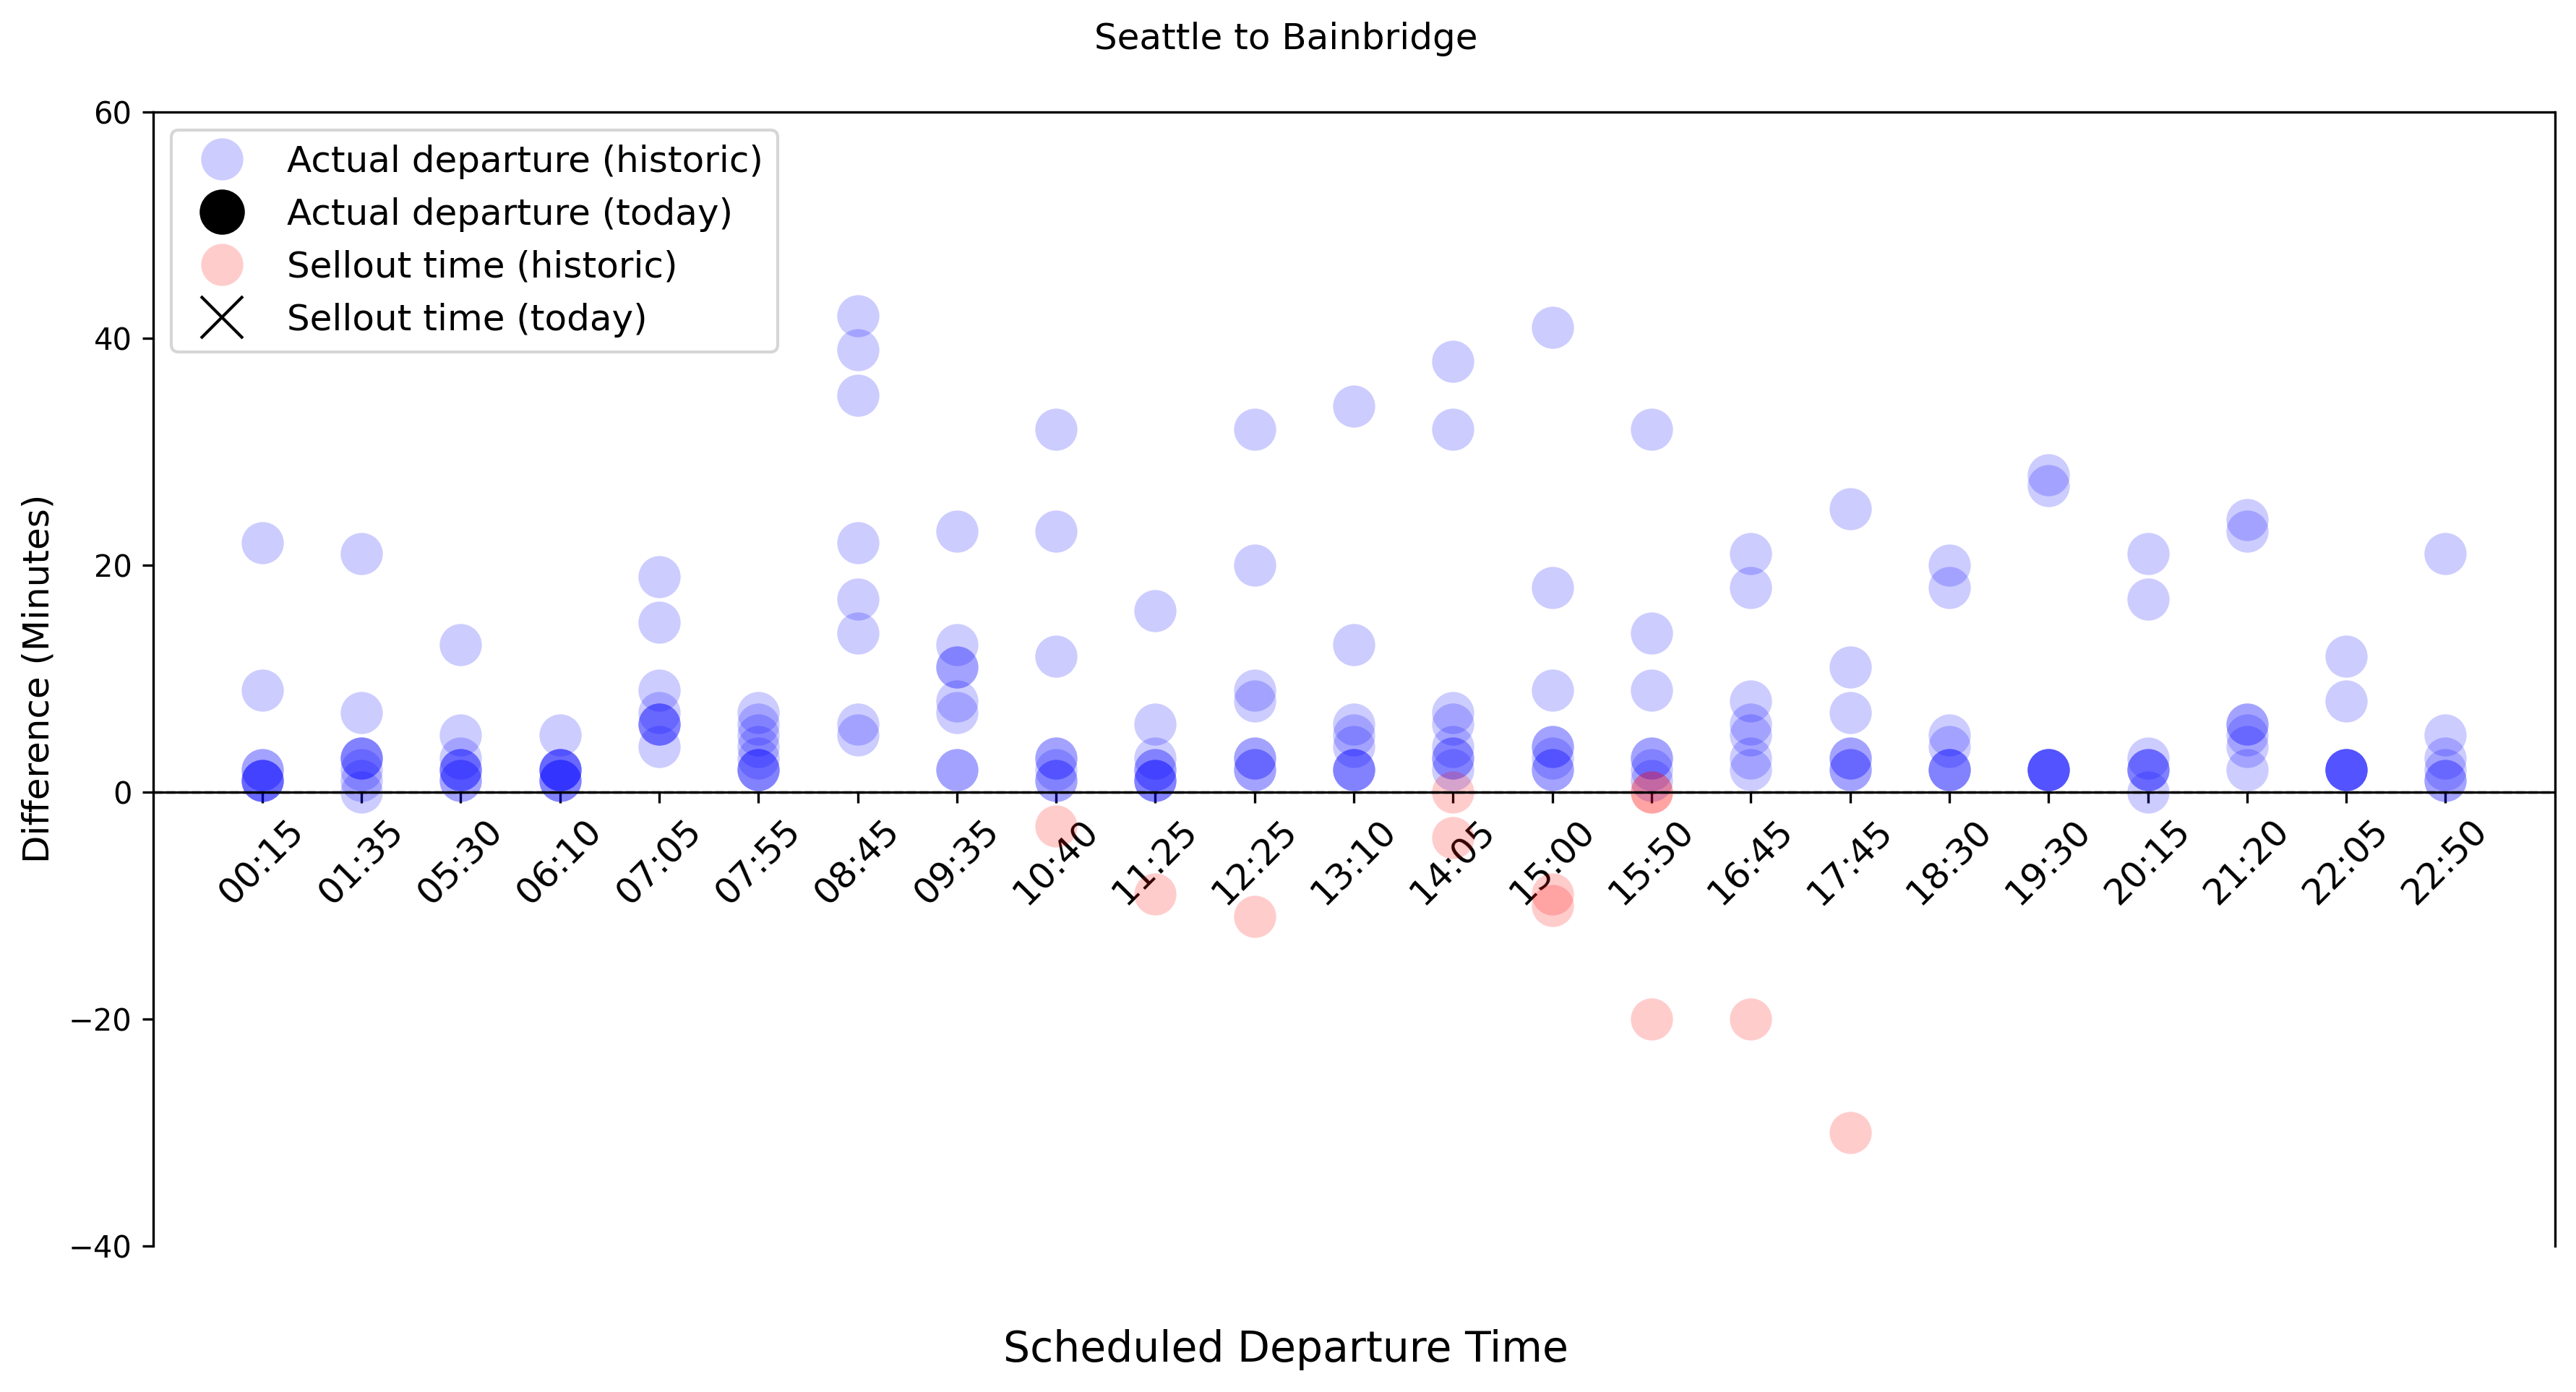 Seattle to Bainbridge
60
40
20
0
−20
−40
Difference (Minutes)
Actual departure (historic)
Actual departure (today)
Sellout time (historic)
Sellout time (today)
00:15 01:35 05:30 06:10 07:05 07:55 08:45 09:35 10:40 11:25 12:25 13:10 14:05 15:00 15:50 16:45 17:45 18:30 19:30 20:15 21:20 22:05 22:50
Scheduled Departure Time